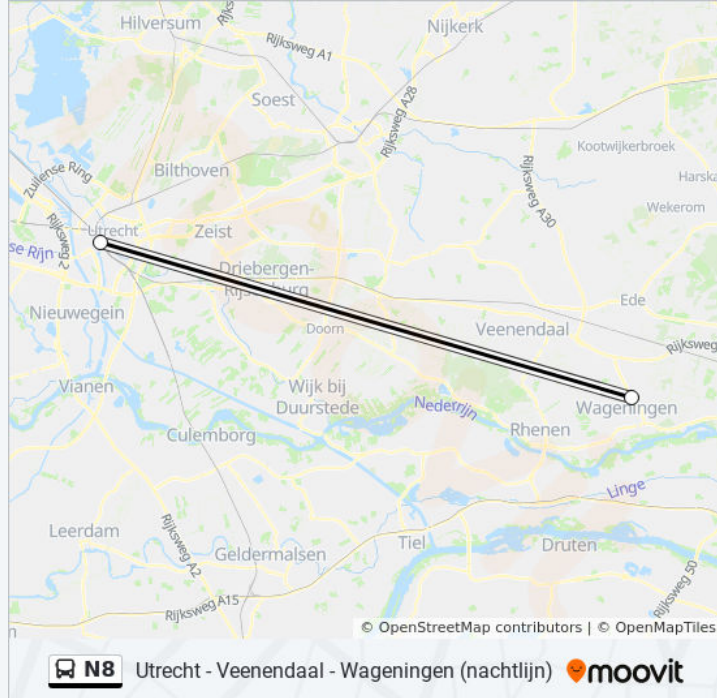 Hilversum
Nijkerk
Rijksweg A1
Soest
Rijksweg A28
Kootwijkerbroek
Bilthoven
Rijksweg A30
Harska
Zuilense Ring
Wekerom
Utrecht
Zeist
Rijksweg 2
se Rijn
Driebergen-
Rijsenburg
Ede
Nieuwegein
Doorn
Veenendaal
Rijksweg
Vianen
Wijk bij
Duurstede
Nederrijn
Wageningen
Culemborg
Rhenen
Linge
Leerdam
Rijksweg A2
Geldermalsen
Tiel
Druten
Rijksweg 50
Rijksweg A15
n
© OpenStreetMap contributors | © OpenMapTiles
N8 Utrecht - Veenendaal - Wageningen (nachtlijn) moovit